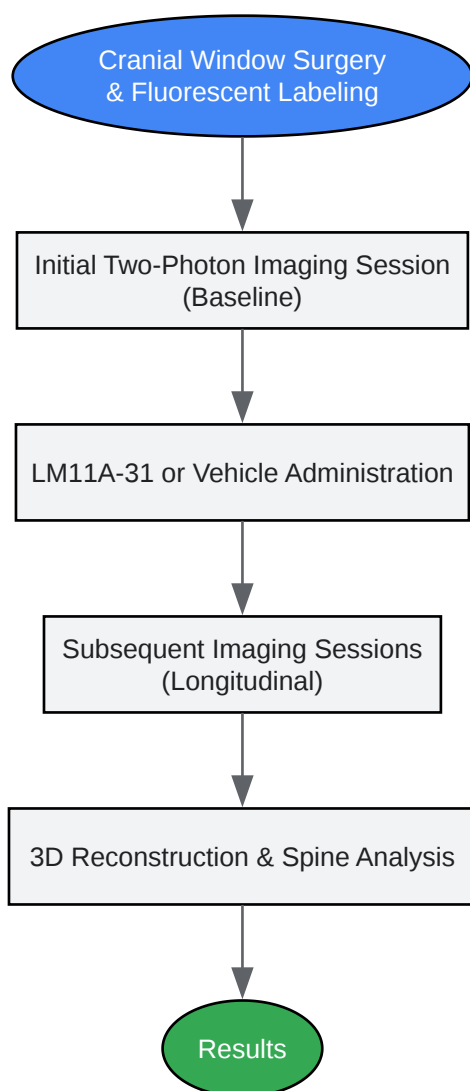 Cranial Window Surgery
& Fluorescent Labeling
Initial Two-Photon Imaging Session
(Baseline)
LM11A-31 or Vehicle Administration
Subsequent Imaging Sessions
(Longitudinal)
3D Reconstruction & Spine Analysis
Results